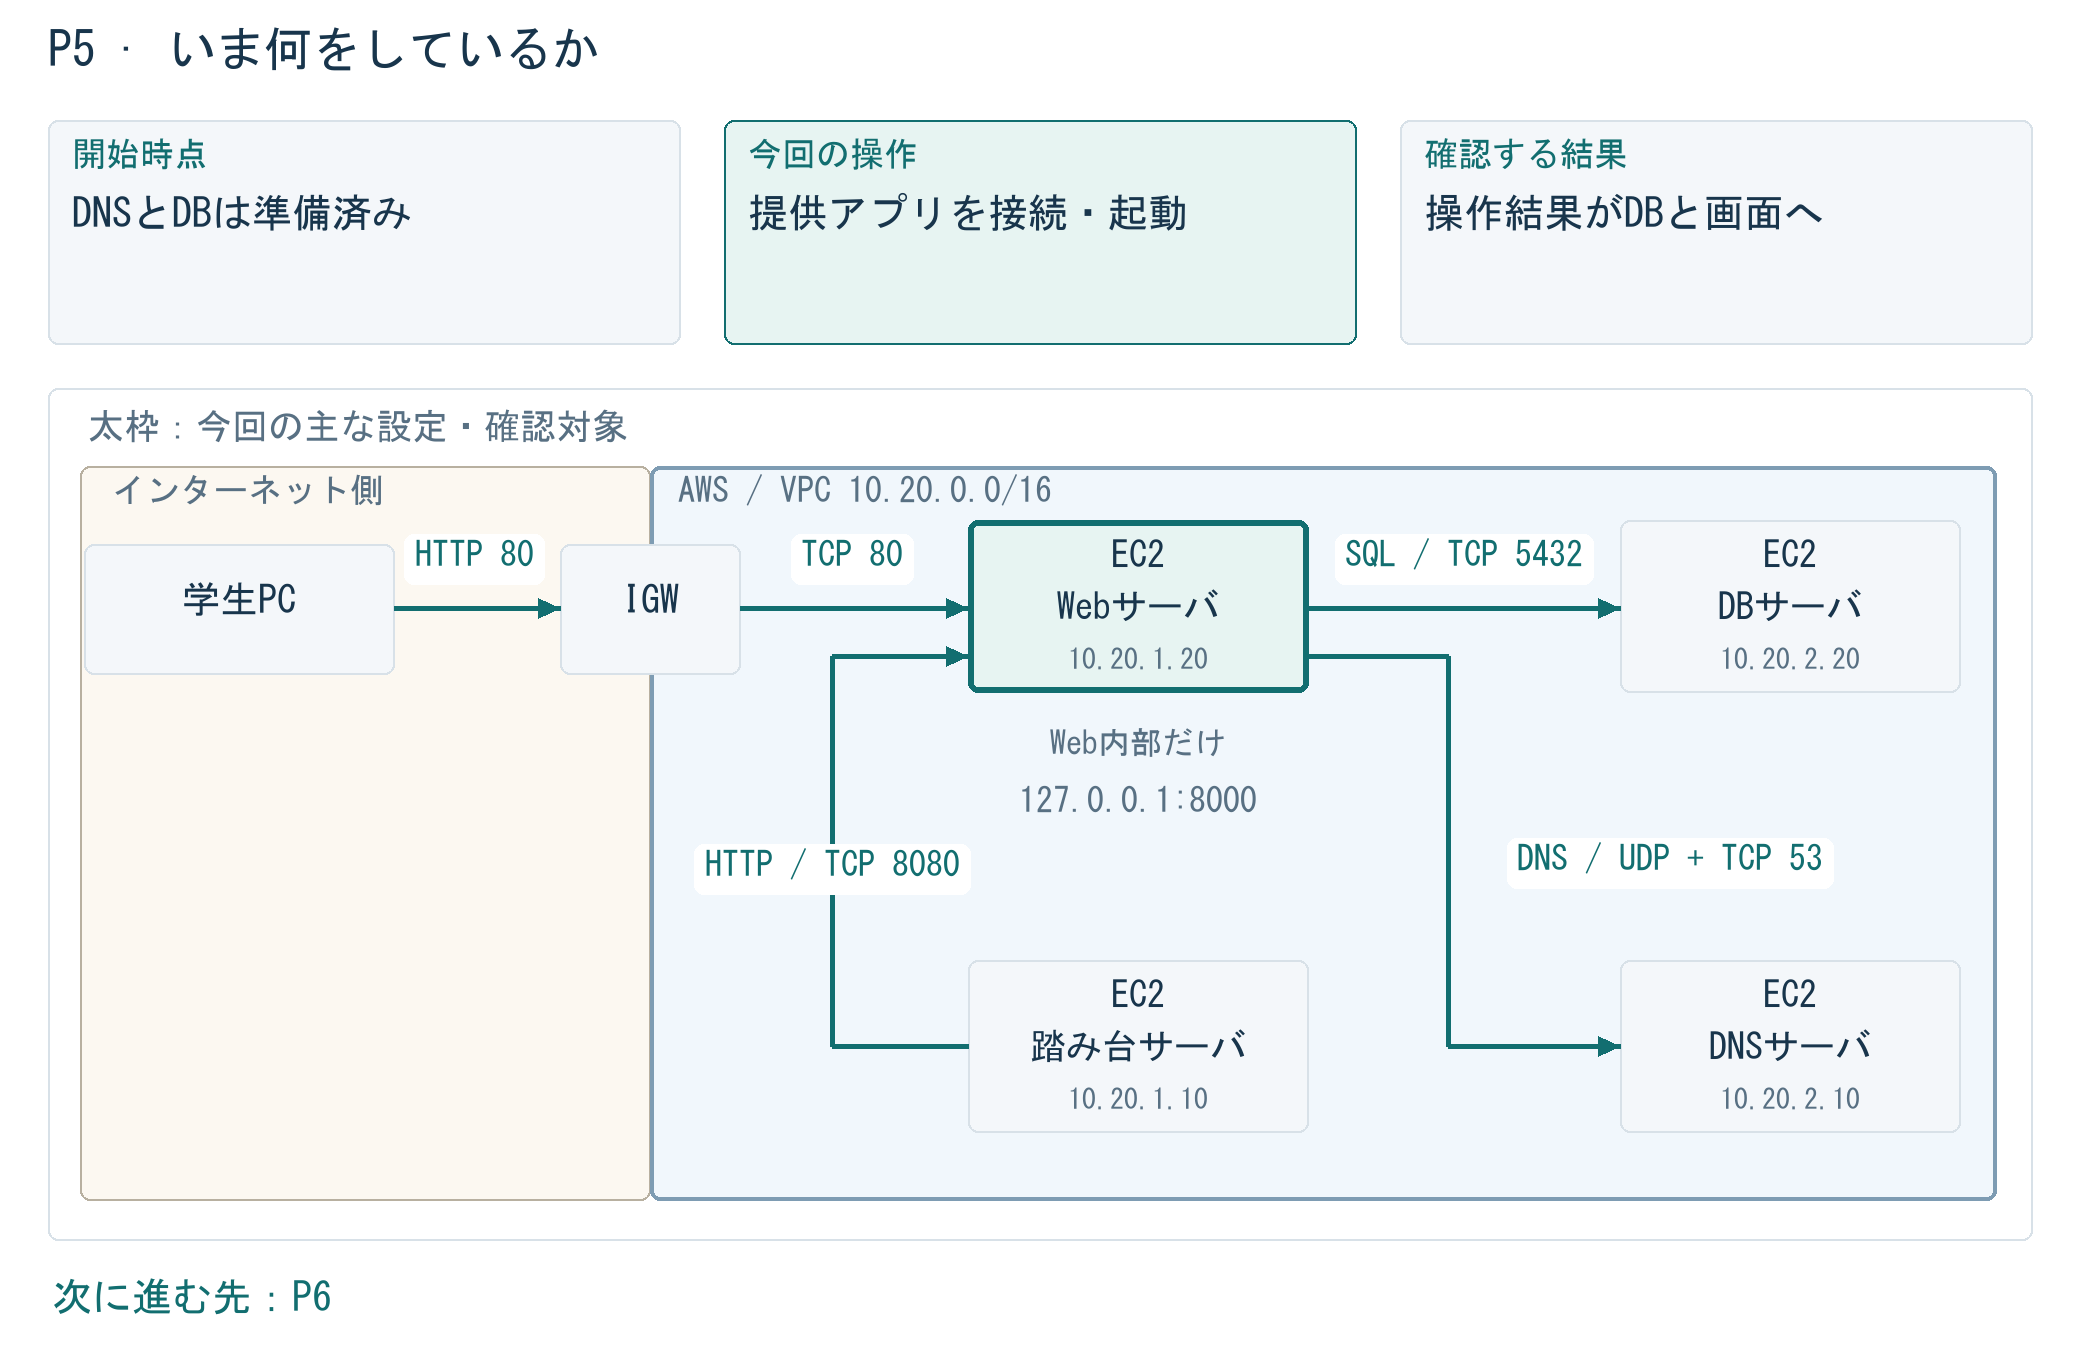 P5 · いま何をしているか
開始時点
DNSとDBは準備済み
今回の操作
提供アプリを接続・起動
確認する結果
操作結果がDBと画面へ
太枠：今回の主な設定・確認対象
インターネット側
AWS / VPC 10.20.0.0/16
学生PC
HTTP 80
IGW
TCP 80
EC2
Webサーバ
10.20.1.20
SQL / TCP 5432
EC2
DBサーバ
10.20.2.20
Web内部だけ
127.0.0.1:8000
HTTP / TCP 8080
DNS / UDP + TCP 53
EC2
踏み台サーバ
10.20.1.10
EC2
DNSサーバ
10.20.2.10
次に進む先：P6